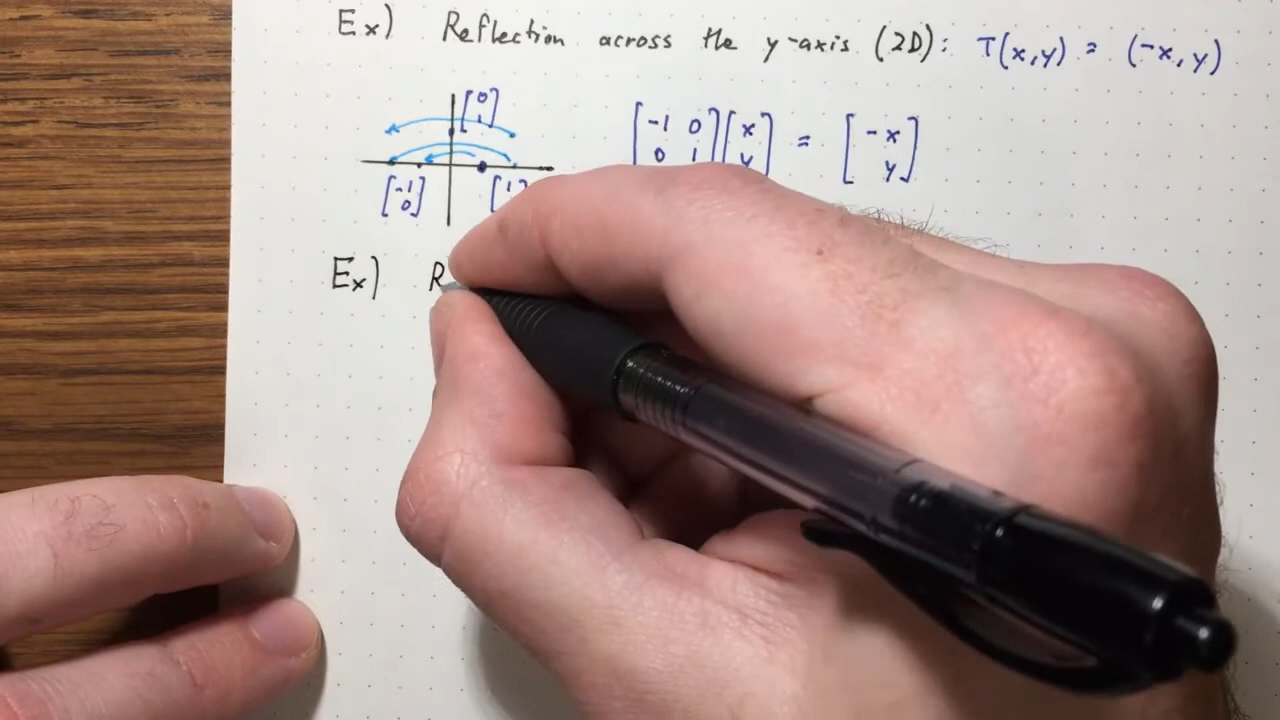 Ex) Reflection across the y-axis (2D): T(x,y) = (-x, y)
[0 1]
[-1 0 0 1] [x y] = [-x y]
[-1 0] [1
Ex) R